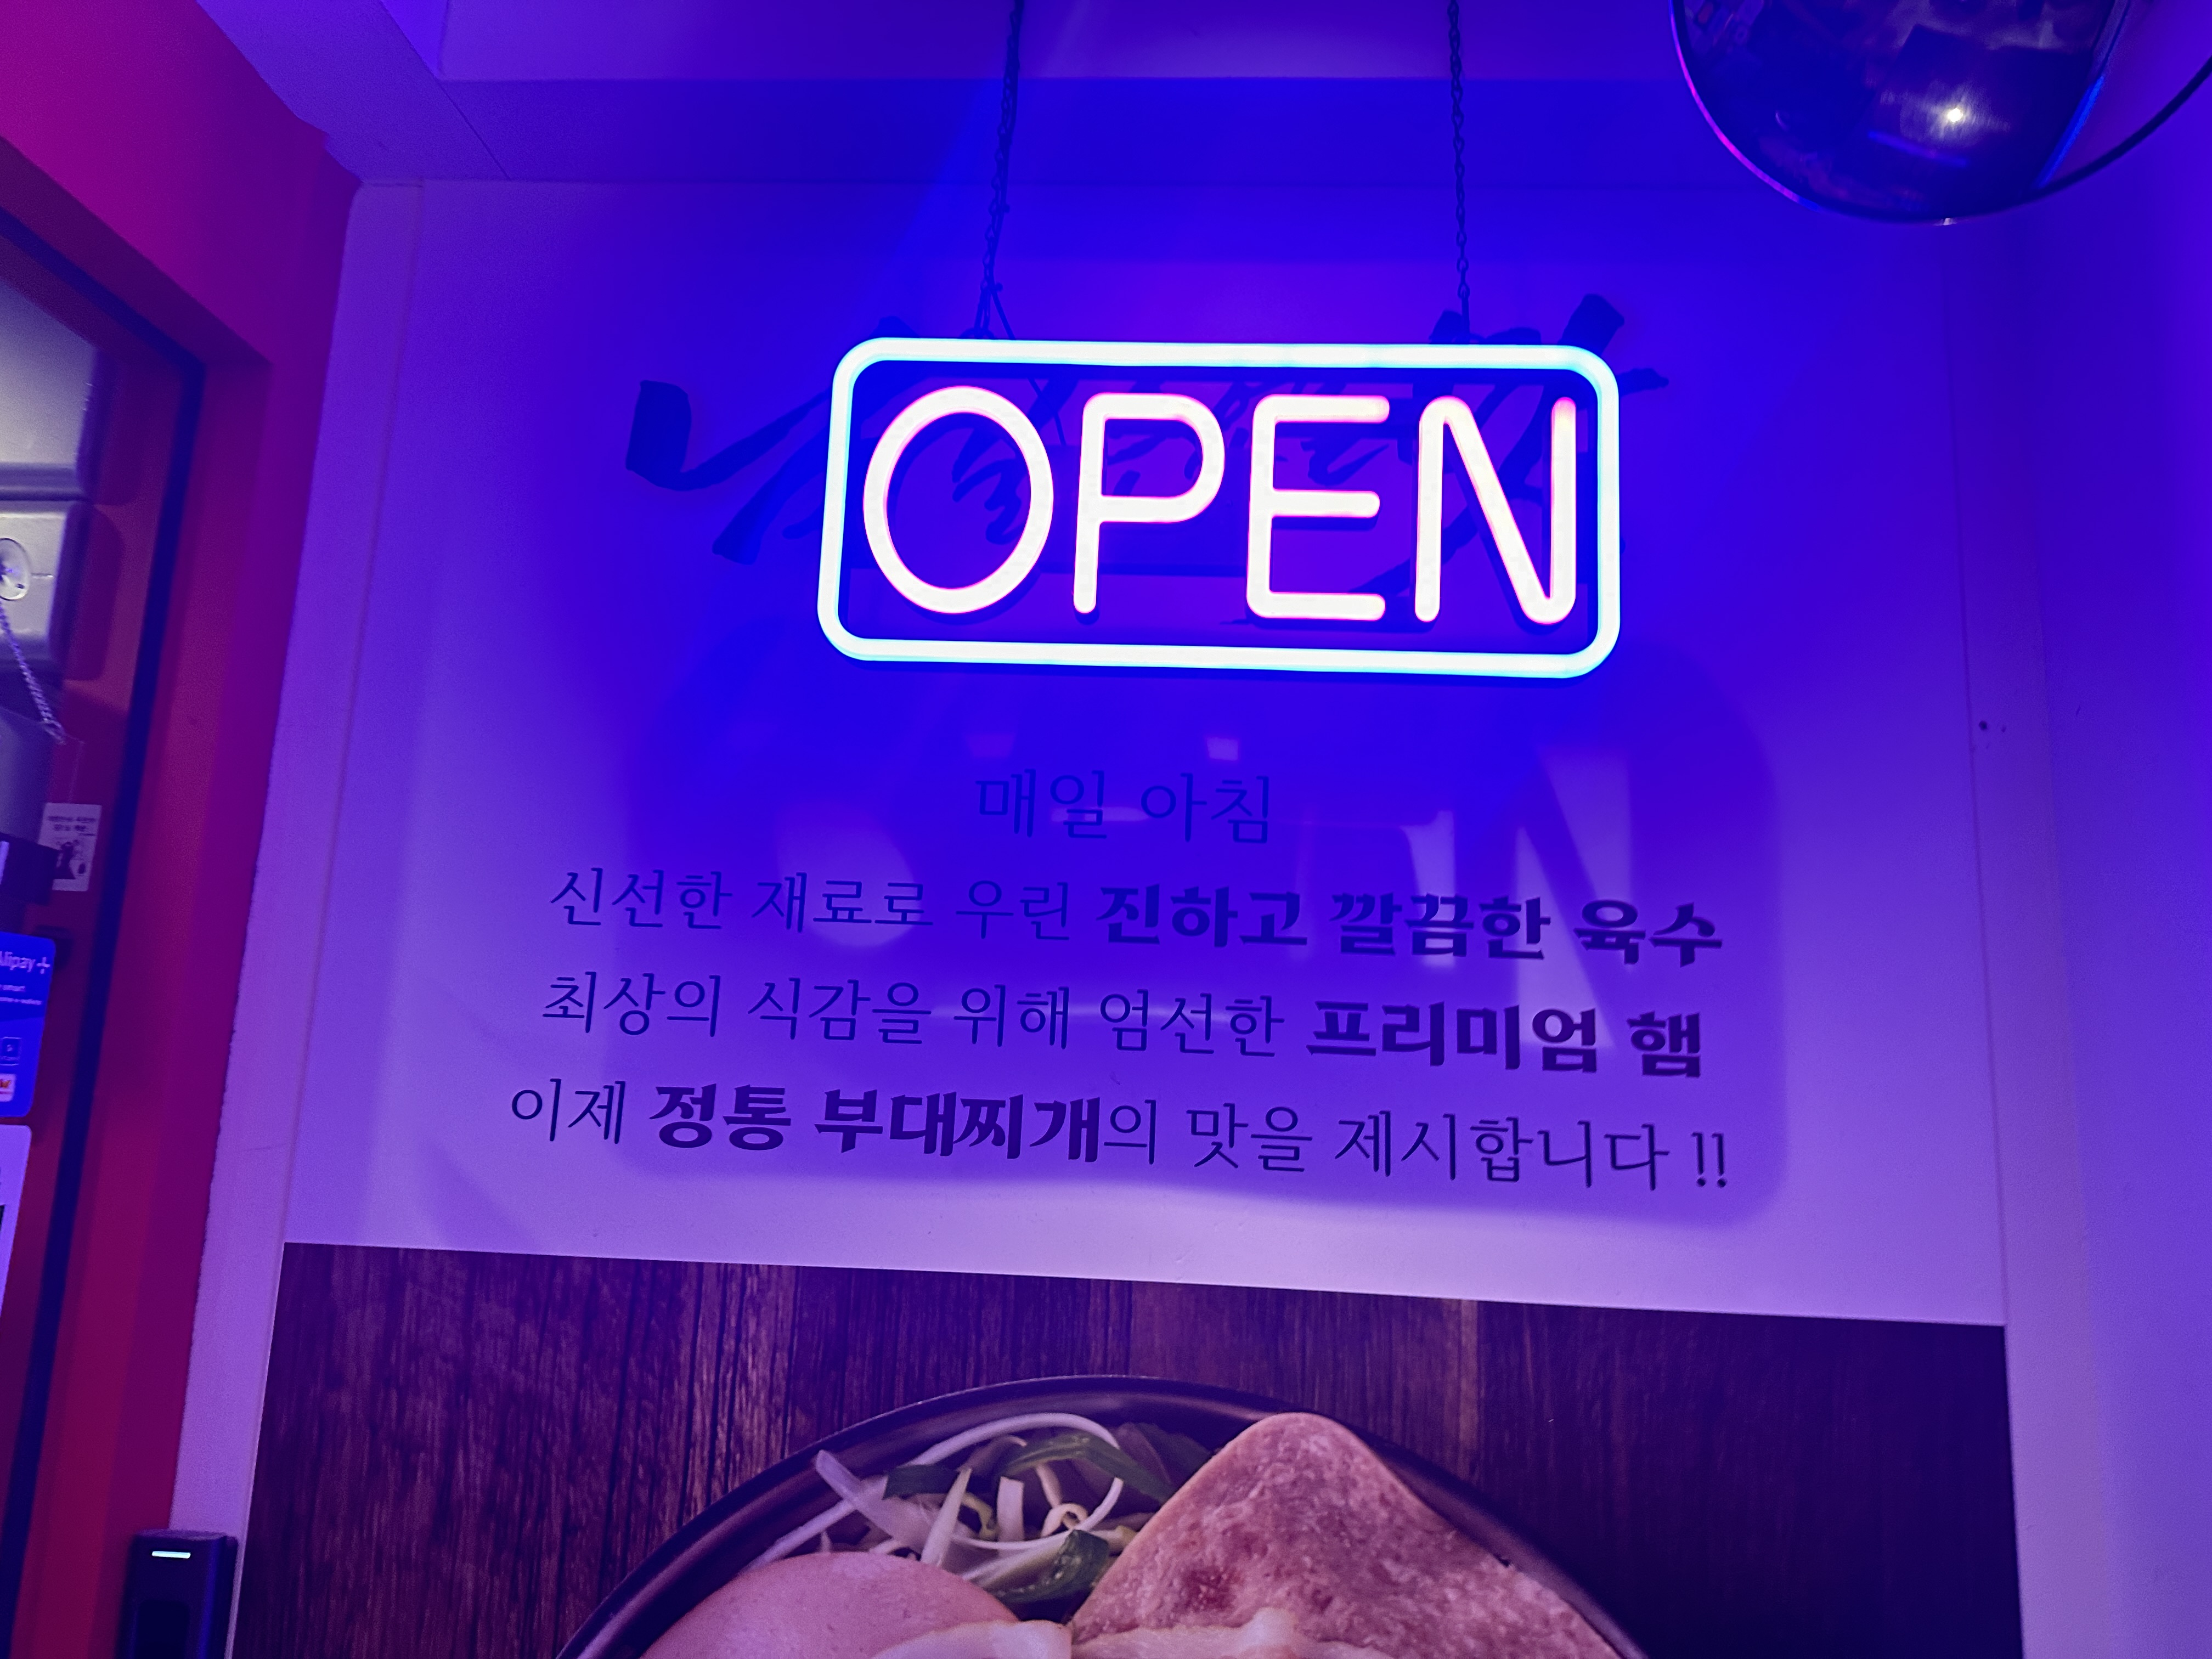 OPEN
매일 아침
신선한 재료로 우린 진하고 깔끔한 육수
최상의 식감을 위해 엄선한 프리미엄 햄
이제 정통 부대찌개의 맛을 제시합니다 !!
Alipay+